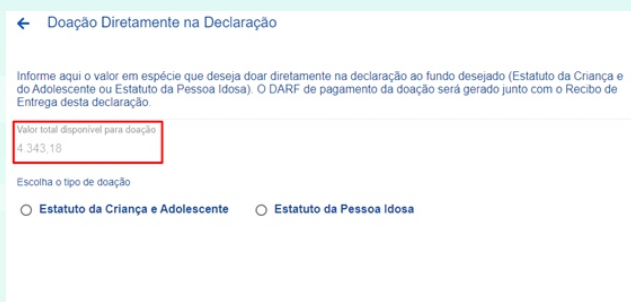 Doação Diretamente na Declaração
Informe aqui o valor em espécie que deseja doar diretamente na declaração ao fundo desejado (Estatuto da Criança e
do Adolescente ou Estatuto da Pessoa Idosa). O DARF de pagamento da doação será gerado junto com o Recibo de
Entrega desta declaração.
Valor total disponível para doação
4.343,18
Escolha o tipo de doação
Estatuto da Criança e Adolescente Estatuto da Pessoa Idosa